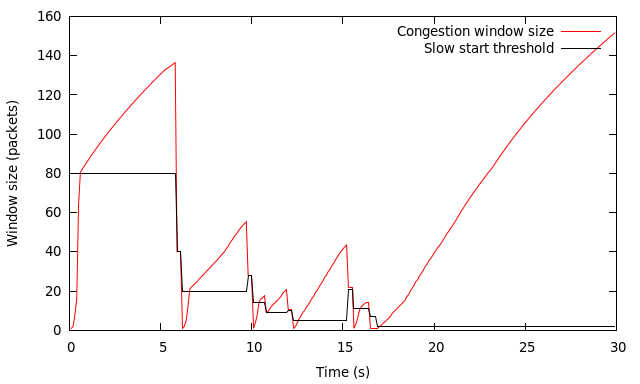 160
140
120
100
80
60
40
20
0
Window size (packets)
Congestion window size
Slow start threshold
0 5 10 15 20 25 30
Time (s)